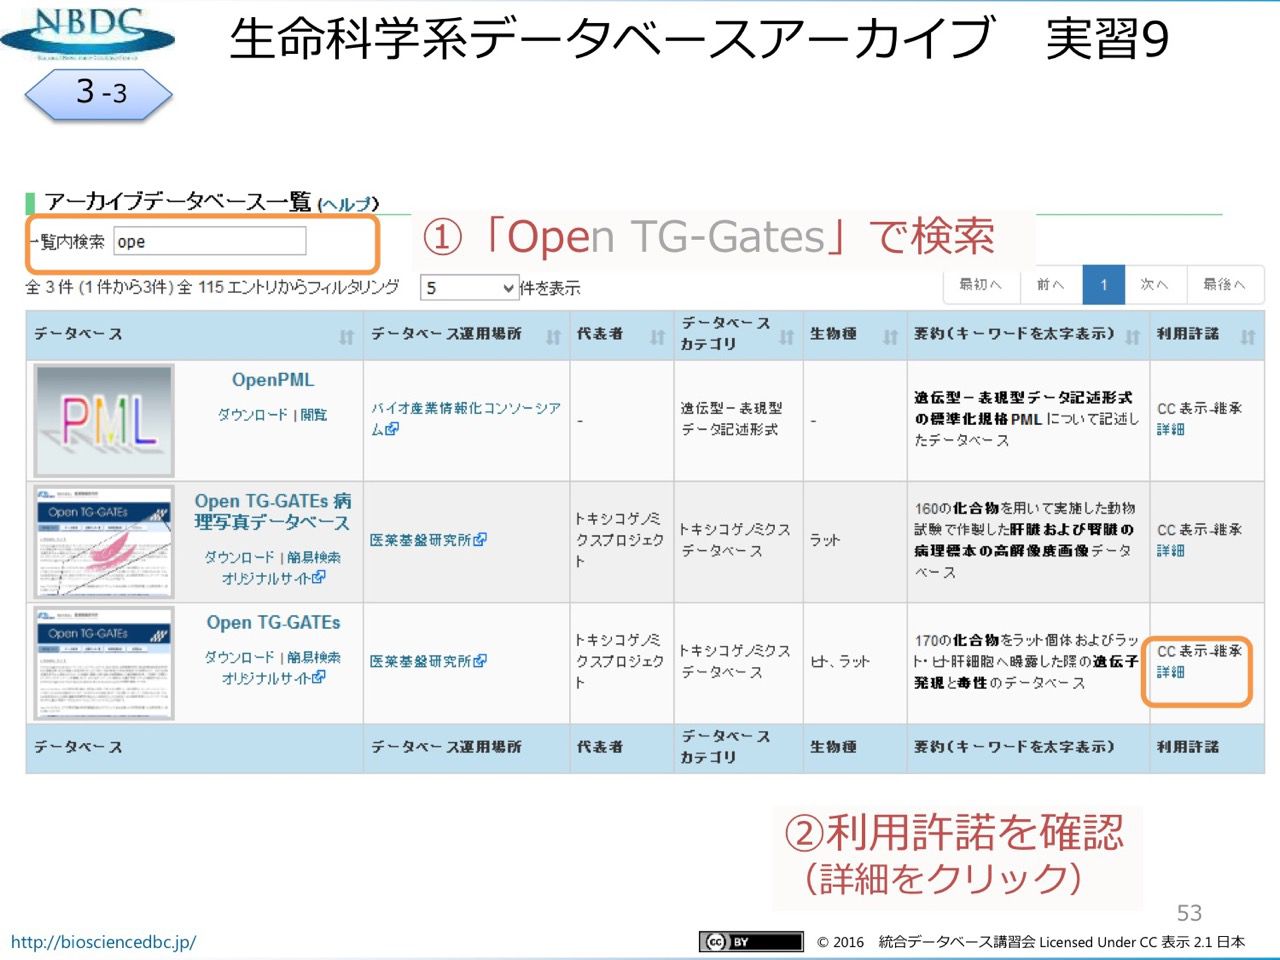 NBDC
生命科学系データベースアーカイブ　実習9
3 -3
アーカイブデータベース一覧 (ヘルプ)
一覧内検索 ope
①「Open TG-Gates」で検索
全 3 件 (1 件から3件) 全 115 エントリからフィルタリング 5 件を表示
最初へ 前へ 1 次へ 最後へ
データベース データベース運用場所 代表者 データベースカテゴリ 生物種 要約(キーワードを太字表示) 利用許諾
PML
OpenPML
ダウンロード | 閲覧
バイオ産業情報化コンソーシア
ム
-
遺伝型－表現型
データ記述形式
-
遺伝型－表現型データ記述形式
の標準化規格PML について記述し
たデータベース
CC 表示-継承
詳細
Open TG-GATEs
Open TG-GATEs 病
理写真データベース
ダウンロード | 簡易検索
オリジナルサイト
医薬基盤研究所
トキシコゲノミ
クスプロジェク
ト
トキシコゲノミクス
データベース
ラット
160の化合物を用いて実施した動物
試験で作製した肝臓および腎臓の
病理標本の高解像度画像データ
ベース
CC 表示-継承
詳細
Open TG-GATEs
Open TG-GATEs
ダウンロード | 簡易検索
オリジナルサイト
医薬基盤研究所
トキシコゲノミ
クスプロジェク
ト
トキシコゲノミクス
データベース
ヒト、ラット
170の化合物をラット個体およびラッ
ト・ヒト肝細胞へ曝露した際の遺伝子
発現と毒性のデータベース
CC 表示-継承
詳細
データベース データベース運用場所 代表者 データベースカテゴリ 生物種 要約(キーワードを太字表示) 利用許諾
②利用許諾を確認
（詳細をクリック）
53
http://biosciencedbc.jp/
cc BY © 2016　統合データベース講習会 Licensed Under CC 表示 2.1 日本